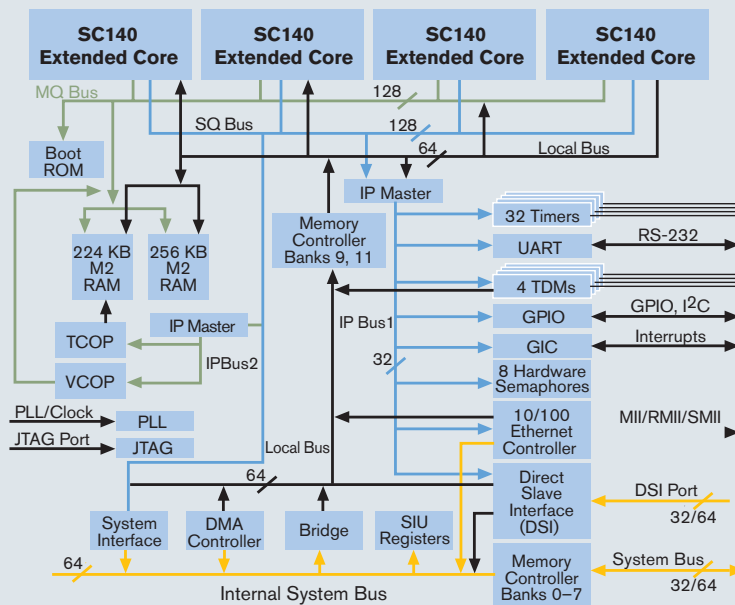 SC140
Extended Core
SC140
Extended Core
SC140
Extended Core
SC140
Extended Core
MQ Bus
128
SQ Bus
128
64
Local Bus
Boot
ROM
IP Master
Memory
Controller
Banks 9, 11
32 Timers
UART
RS-232
224 KB
M2
RAM
256 KB
M2
RAM
4 TDMs
IP Bus1
GPIO
GPIO, I²C
TCOP
IP Master
IPBus2
32
GIC
Interrupts
VCOP
8 Hardware
Semaphores
PLL/Clock
PLL
10/100
Ethernet
Controller
MII/RMII/SMII
JTAG Port
JTAG
Local Bus
64
Direct
Slave
Interface
(DSI)
DSI Port
32/64
System
Interface
DMA
Controller
Bridge
SIU
Registers
64
Internal System Bus
Memory
Controller
Banks 0–7
System Bus
32/64